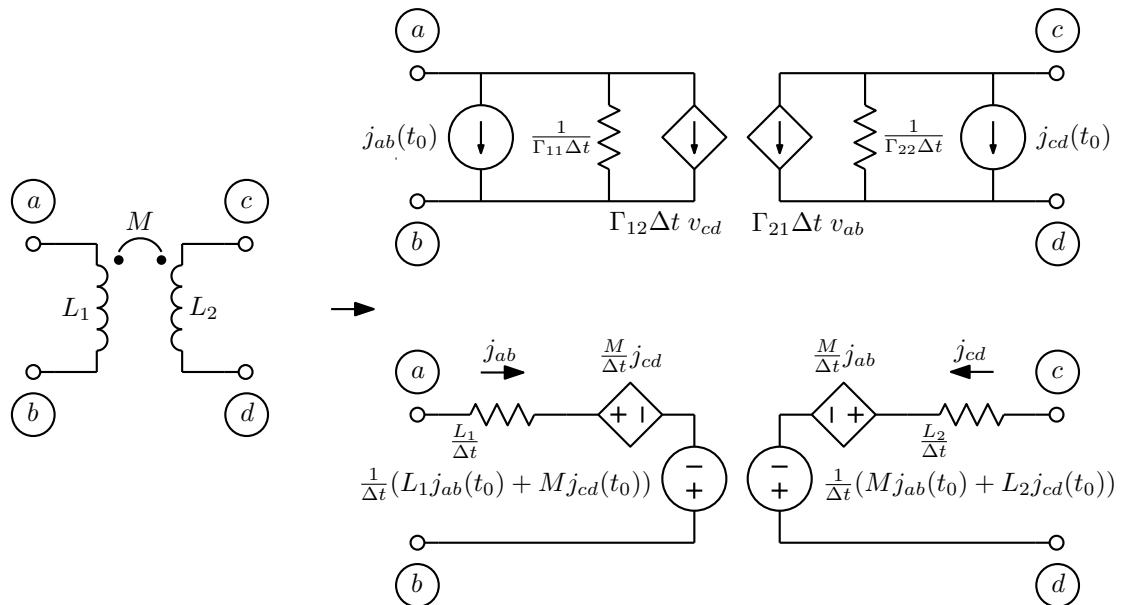 a
c
j_{ab}(t_0)
\frac{1}{\Gamma_{11}\Delta t}
\frac{1}{\Gamma_{22}\Delta t}
j_{cd}(t_0)
b
\Gamma_{12}\Delta t v_{cd}
\Gamma_{21}\Delta t v_{ab}
d
a
M
c
L_1
L_2
b
d
a
j_{ab}
\frac{M}{\Delta t} j_{cd}
\frac{M}{\Delta t} j_{ab}
j_{cd}
c
\frac{L_1}{\Delta t}
+ −
− +
\frac{L_2}{\Delta t}
\frac{1}{\Delta t}(L_1 j_{ab}(t_0) + M j_{cd}(t_0))
−
+
−
+
\frac{1}{\Delta t}(M j_{ab}(t_0) + L_2 j_{cd}(t_0))
b
d